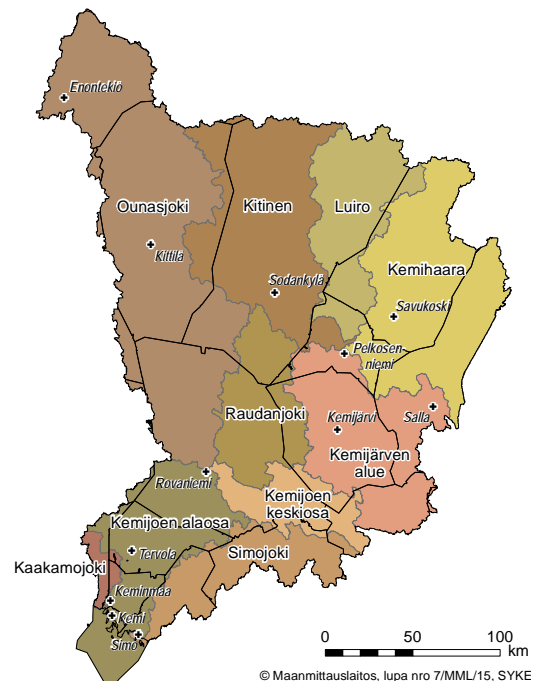 Enontekiö
Ounasjoki
Kitinen
Luiro
Kittilä
Kemihaara
Sodankylä
Savukoski
Pelkosen-
niemi
Raudanjoki
Kemijärvi
Salla
Kemijärven
alue
Rovaniemi
Kemijoen
keskiosa
Kemijoen alaosa
Tervola
Simojoki
Kaakamojoki
Keminmaa
Kemi
Simo
0 50 100
km
© Maanmittauslaitos, lupa nro 7/MML/15, SYKE